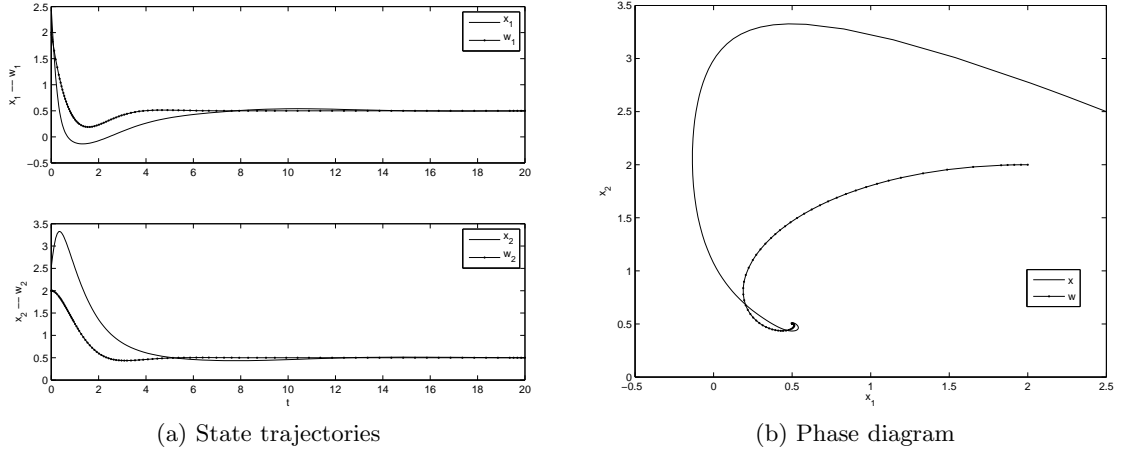 2.5
2
1.5
1
0.5
0
−0.5
0 2 4 6 8 10 12 14 16 18 20
x1 — w1
x1
w1
3.5
3
2.5
2
1.5
1
0.5
0
0 2 4 6 8 10 12 14 16 18 20
x2 — w2
t
x2
w2
(a) State trajectories
3.5
3
2.5
2
1.5
1
0.5
0
−0.5 0 0.5 1 1.5 2 2.5
x2
x1
x
w
(b) Phase diagram